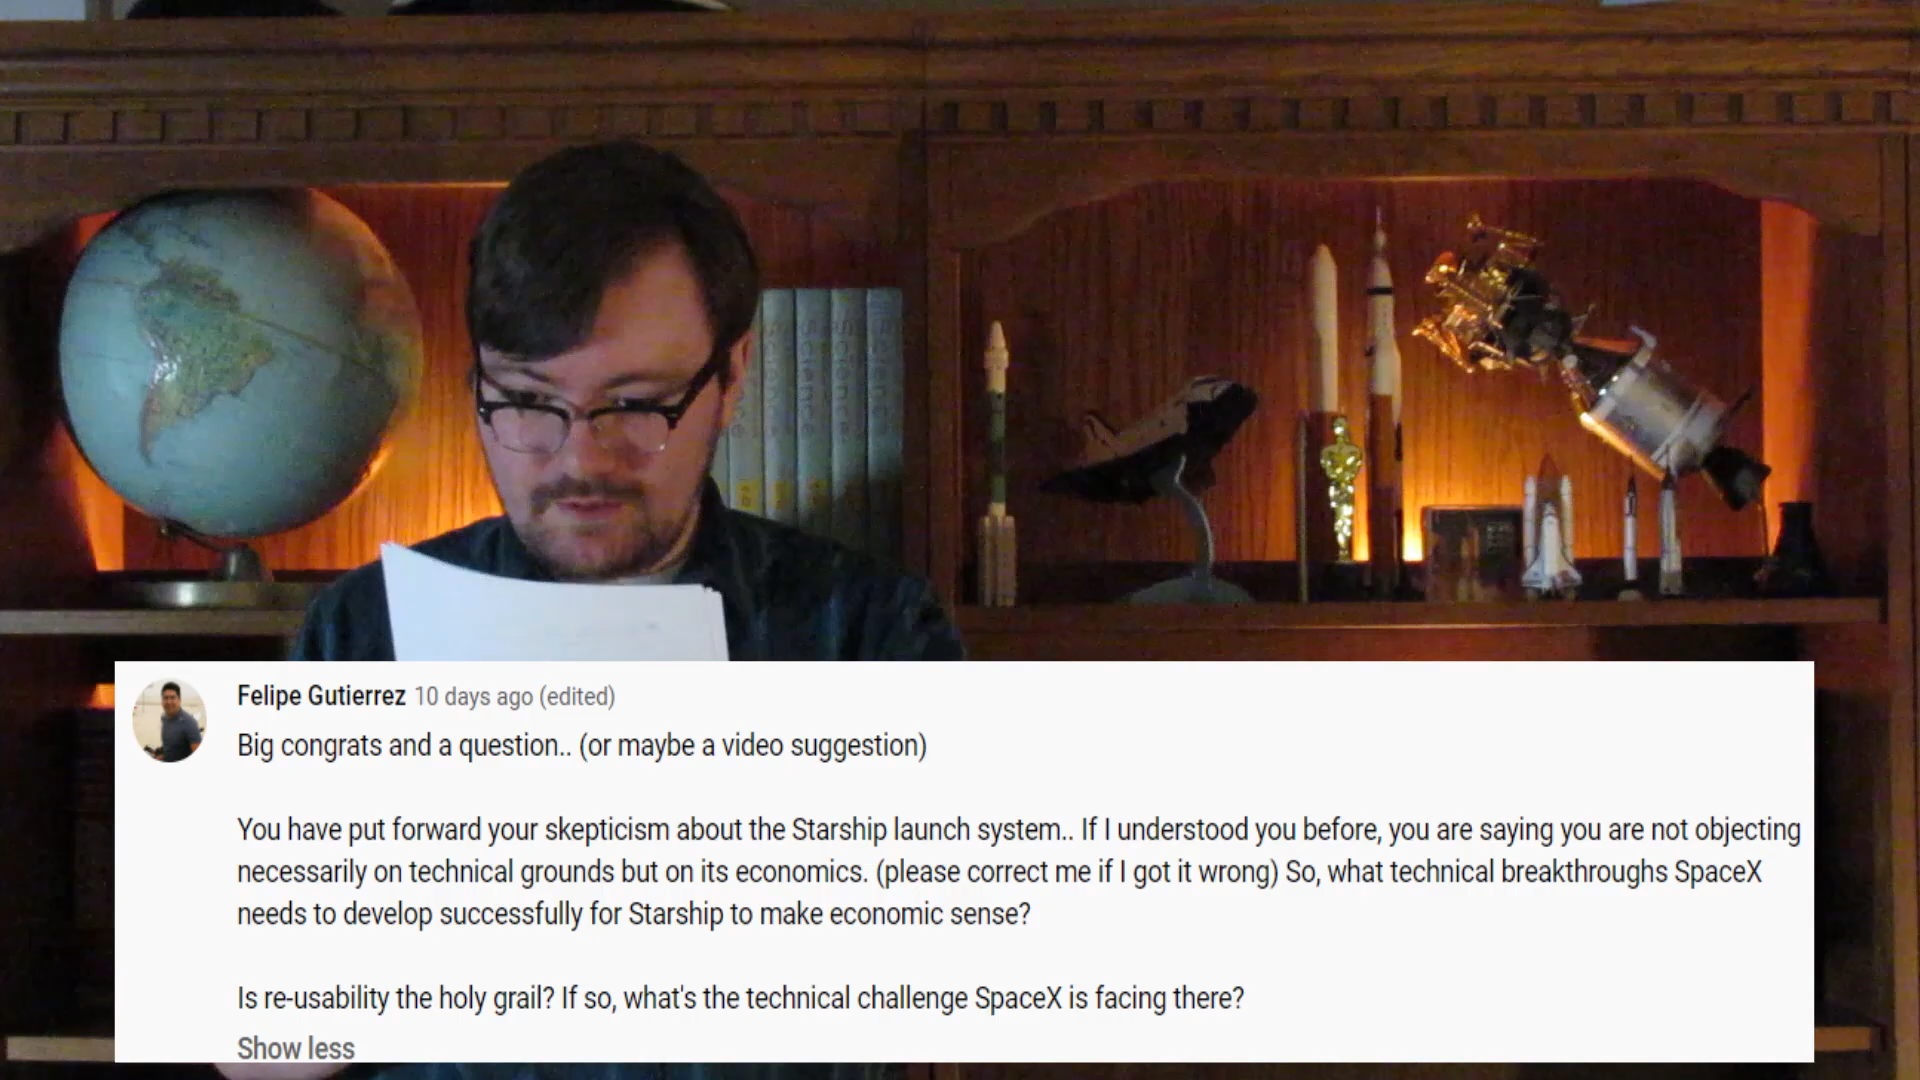 Felipe Gutierrez 10 days ago (edited)
Big congrats and a question.. (or maybe a video suggestion)
You have put forward your skepticism about the Starship launch system.. If I understood you before, you are saying you are not objecting
necessarily on technical grounds but on its economics. (please correct me if I got it wrong) So, what technical breakthroughs SpaceX
needs to develop successfully for Starship to make economic sense?
Is re-usability the holy grail? If so, what's the technical challenge SpaceX is facing there?
Show less